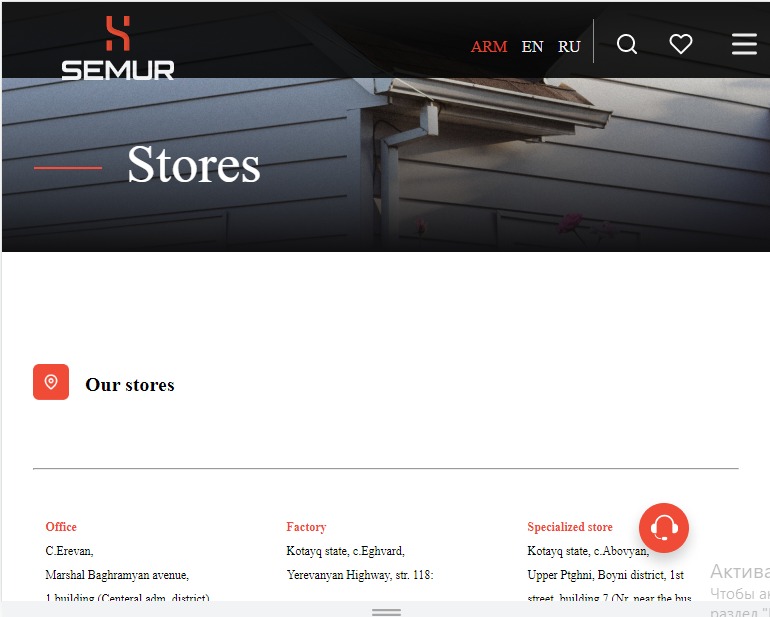 SEMUR
ARM EN RU
Stores
Our stores
Office
C.Erevan,
Marshal Baghramyan avenue,
1 building (Centeral adm. district)
Factory
Kotayq state, c.Eghvard,
Yerevanyan Highway, str. 118:
Specialized store
Kotayq state, c.Abovyan,
Upper Ptghni, Boyni district, 1st
street, building 7 (Nr. near the bus
Актива
Чтобы ак
раздел "